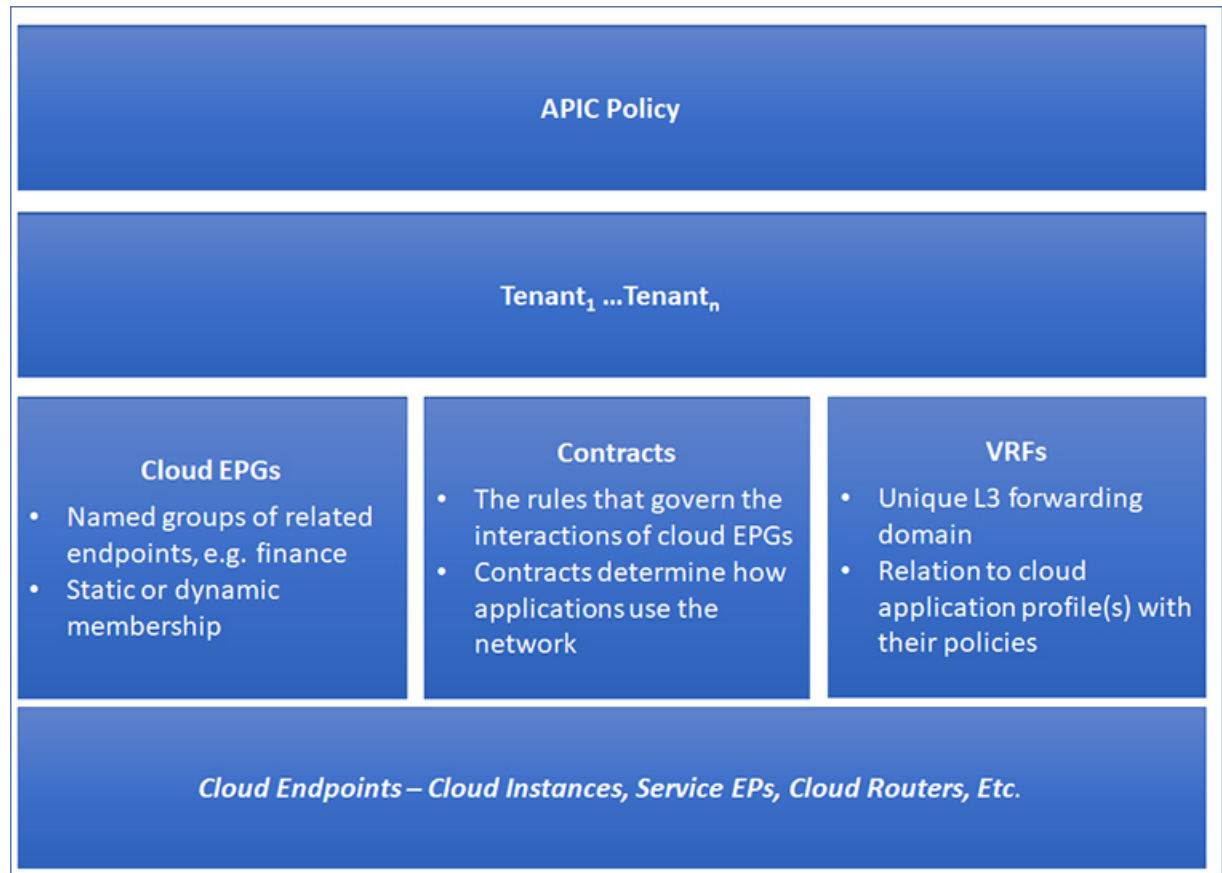 APIC Policy
Tenant₁ ...Tenantₙ
Cloud EPGs
• Named groups of related
endpoints, e.g. finance
• Static or dynamic
membership
Contracts
• The rules that govern the
interactions of cloud EPGs
• Contracts determine how
applications use the
network
VRFs
• Unique L3 forwarding
domain
• Relation to cloud
application profile(s) with
their policies
Cloud Endpoints – Cloud Instances, Service EPs, Cloud Routers, Etc.